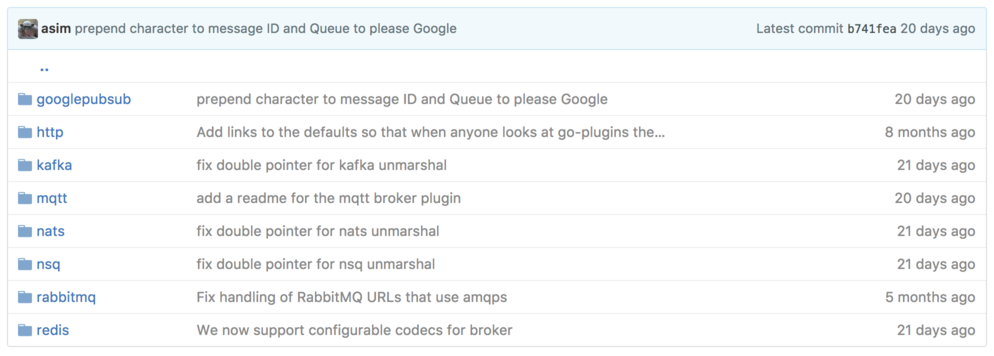 asim prepend character to message ID and Queue to please Google Latest commit b741fea 20 days ago
..
googlepubsub prepend character to message ID and Queue to please Google 20 days ago
http Add links to the defaults so that when anyone looks at go-plugins the... 8 months ago
kafka fix double pointer for kafka unmarshal 21 days ago
mqtt add a readme for the mqtt broker plugin 20 days ago
nats fix double pointer for nats unmarshal 21 days ago
nsq fix double pointer for nsq unmarshal 21 days ago
rabbitmq Fix handling of RabbitMQ URLs that use amqps 5 months ago
redis We now support configurable codecs for broker 21 days ago